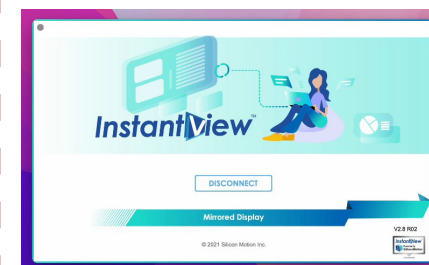 InstantView™
DISCONNECT
Mirrored Display
V2.8 R02
© 2021 Silicon Motion Inc.
InstantView